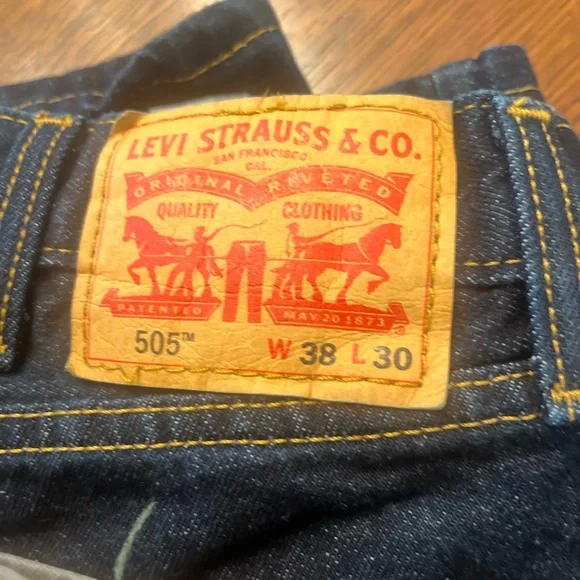 LEVI STRAUSS & CO.
SAN FRANCISCO
CAL.
ORIGINAL RIVETED
QUALITY CLOTHING
PATENTED MAY 20 1873
505™ W 38 L 30